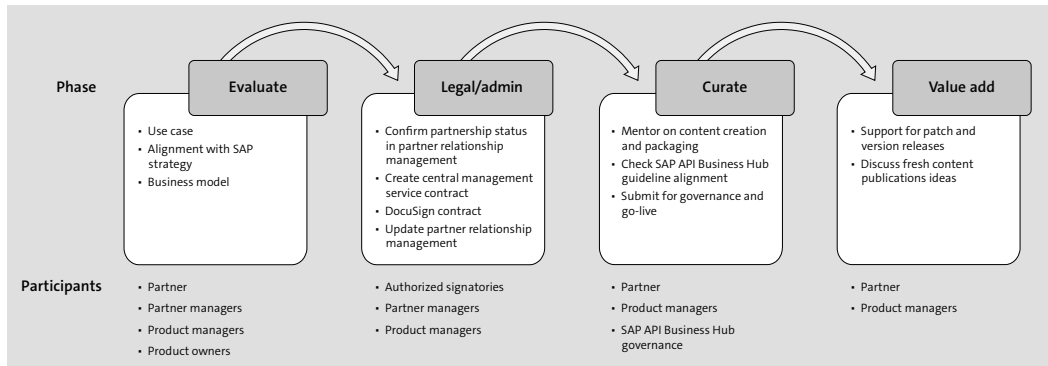 Phase
Evaluate
• Use case
• Alignment with SAP
strategy
• Business model
Legal/admin
• Confirm partnership status
in partner relationship
management
• Create central management
service contract
• DocuSign contract
• Update partner relationship
management
Curate
• Mentor on content creation
and packaging
• Check SAP API Business Hub
guideline alignment
• Submit for governance and
go-live
Value add
• Support for patch and
version releases
• Discuss fresh content
publications ideas
Participants
• Partner
• Partner managers
• Product managers
• Product owners
• Authorized signatories
• Partner managers
• Product managers
• Partner
• Product managers
• SAP API Business Hub
governance
• Partner
• Product managers